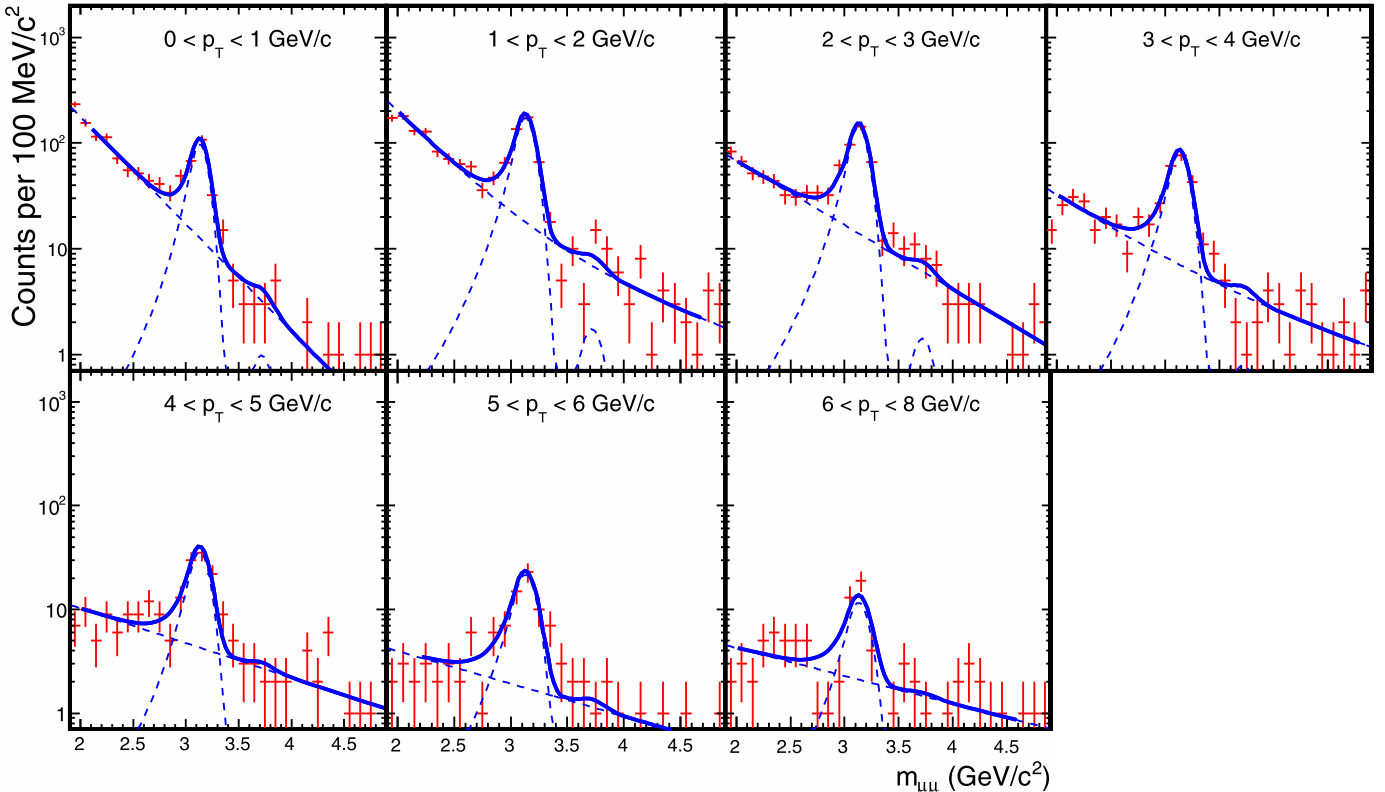 Counts per 100 MeV/c²
10³
10²
10
1
0 < p_T < 1 GeV/c
1 < p_T < 2 GeV/c
2 < p_T < 3 GeV/c
3 < p_T < 4 GeV/c
10³
10²
10
1
4 < p_T < 5 GeV/c
5 < p_T < 6 GeV/c
6 < p_T < 8 GeV/c
2 2.5 3 3.5 4 4.5
2 2.5 3 3.5 4 4.5
2 2.5 3 3.5 4 4.5
m_μμ (GeV/c²)